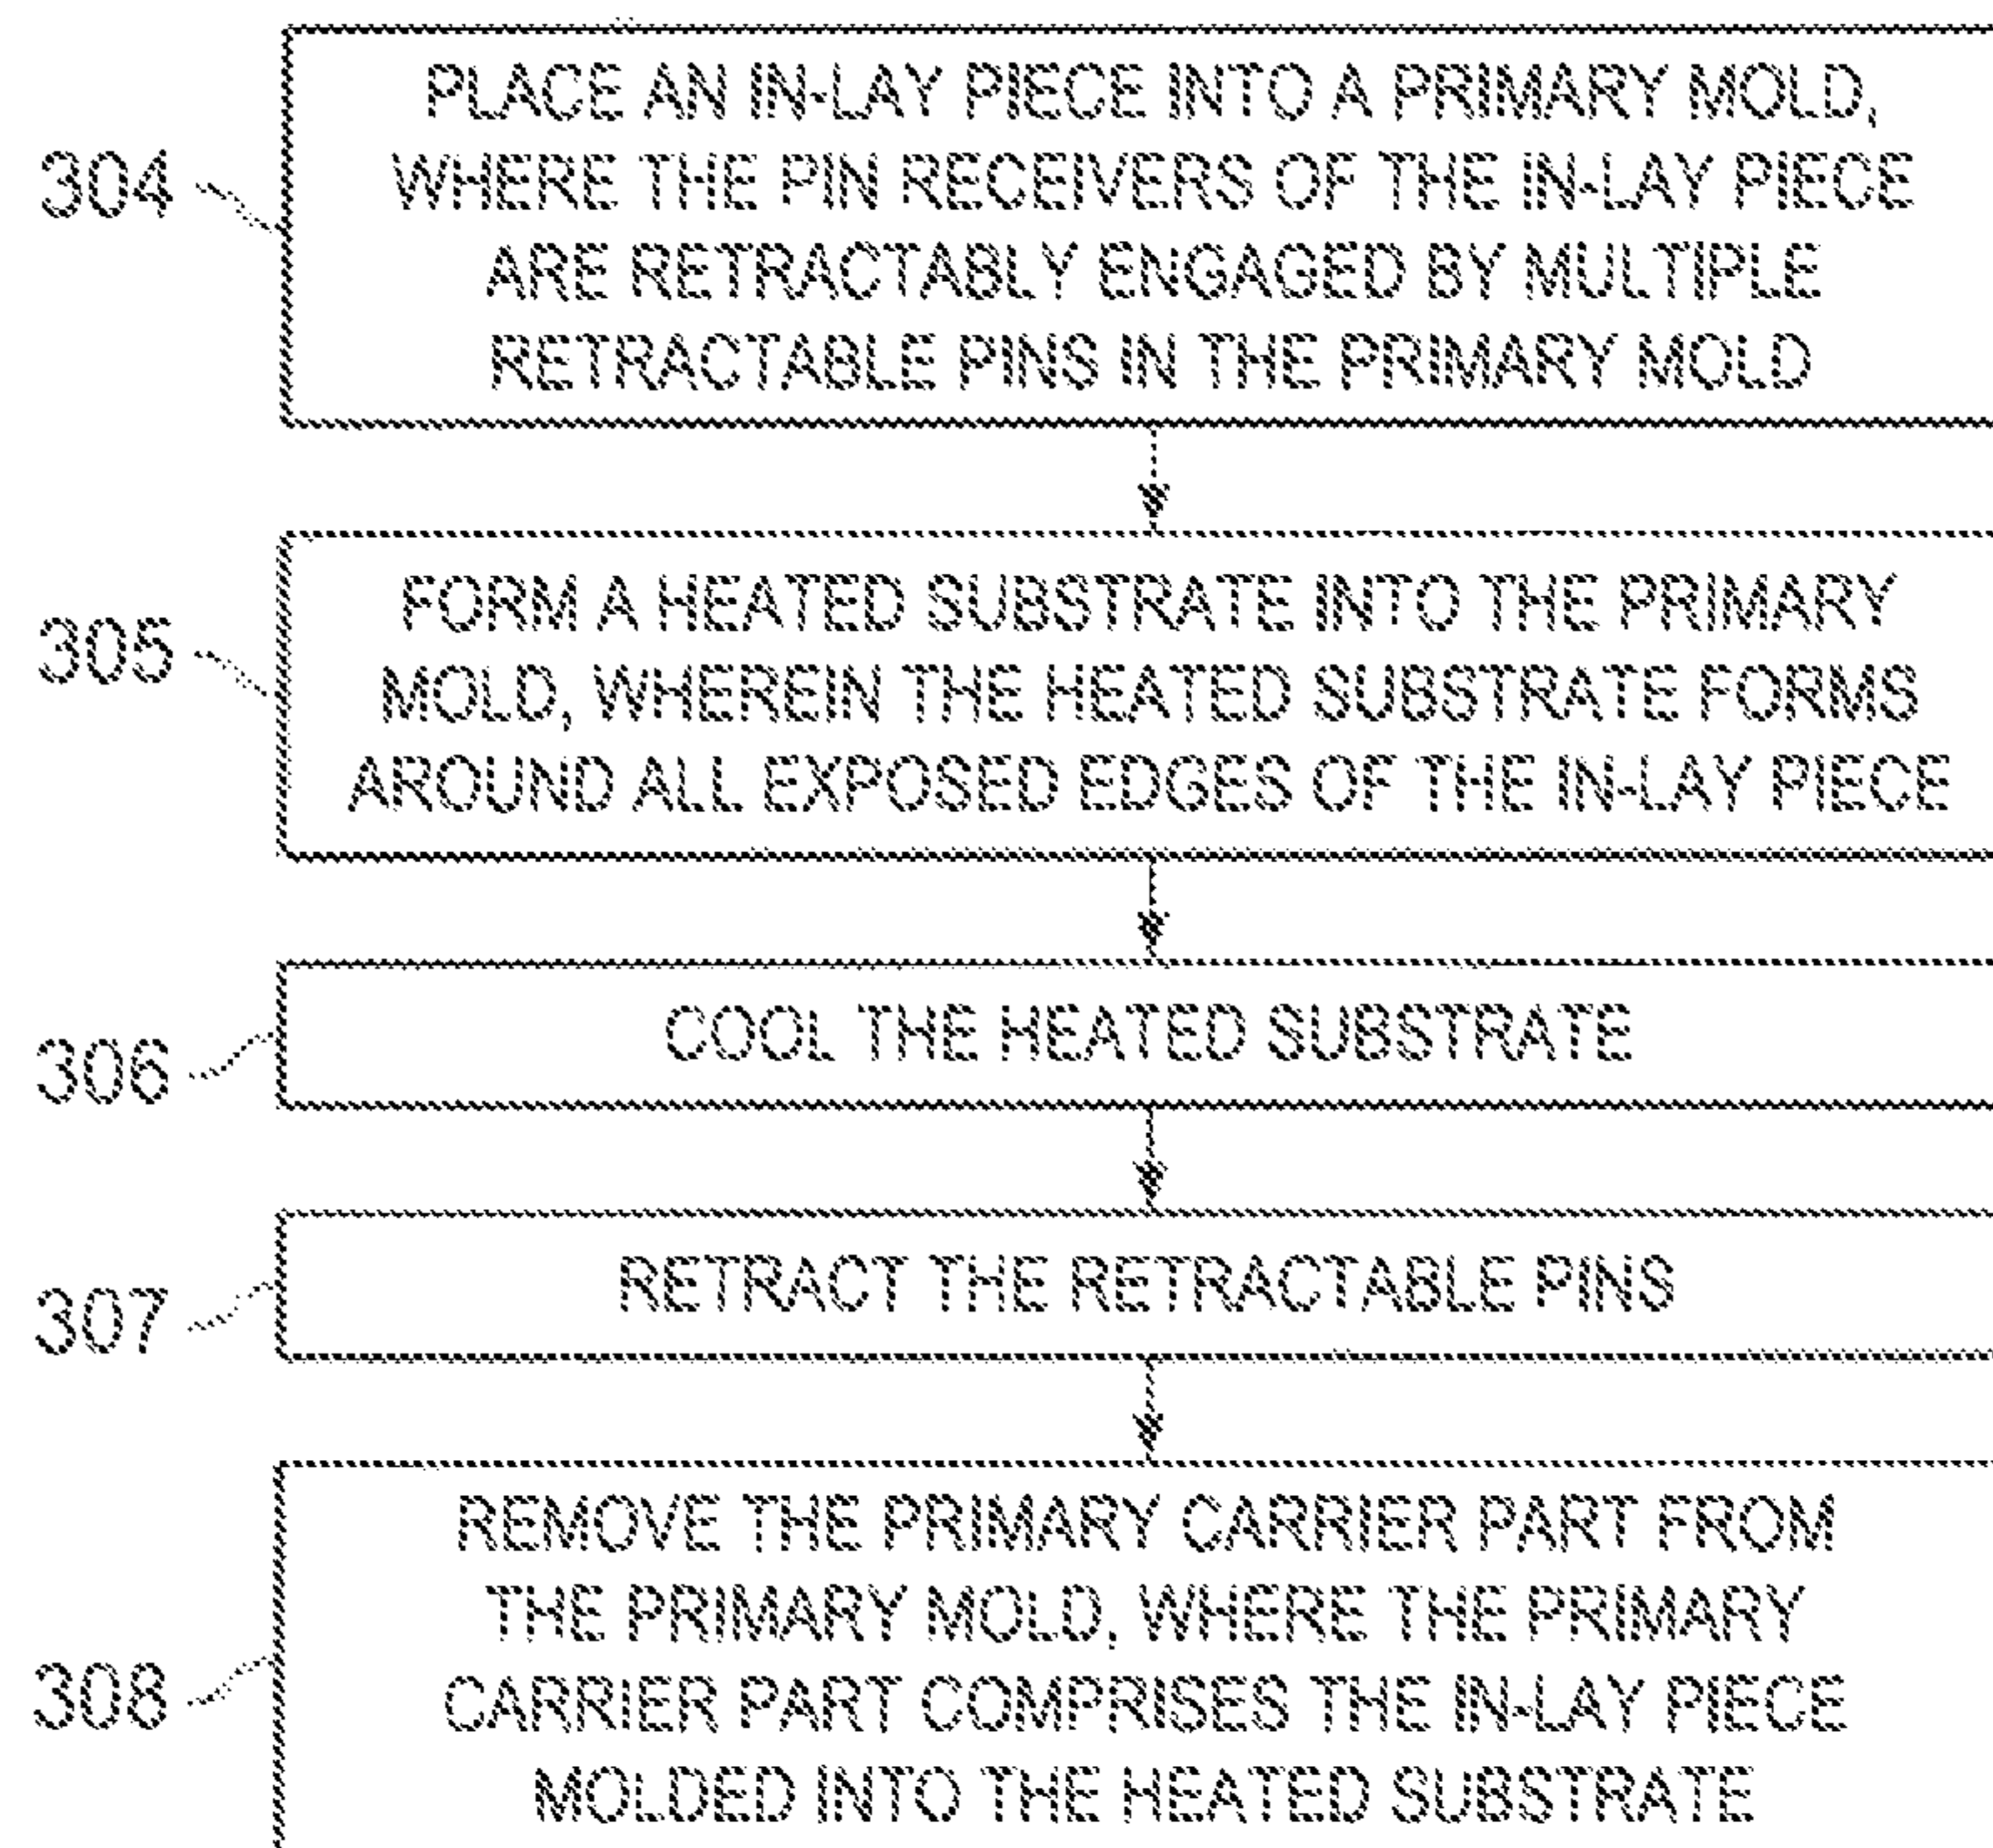 304
PLACE AN IN-LAY PIECE INTO A PRIMARY MOLD,
WHERE THE PIN RECEIVERS OF THE IN-LAY PIECE
ARE RETRACTABLY ENGAGED BY MULTIPLE
RETRACTABLE PINS IN THE PRIMARY MOLD
305
FORM A HEATED SUBSTRATE INTO THE PRIMARY
MOLD, WHEREIN THE HEATED SUBSTRATE FORMS
AROUND ALL EXPOSED EDGES OF THE IN-LAY PIECE
306
COOL THE HEATED SUBSTRATE
307
RETRACT THE RETRACTABLE PINS
308
REMOVE THE PRIMARY CARRIER PART FROM
THE PRIMARY MOLD, WHERE THE PRIMARY
CARRIER PART COMPRISES THE IN-LAY PIECE
MOLDED INTO THE HEATED SUBSTRATE